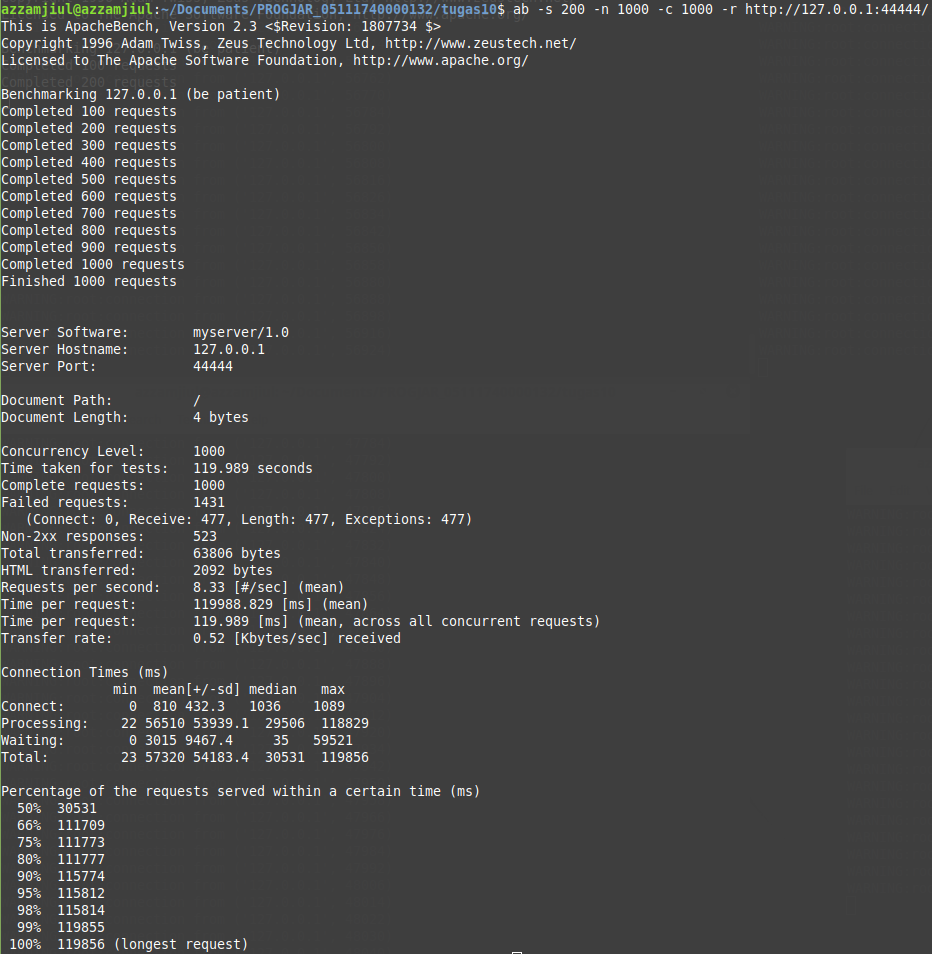 azzamjiul@azzamjiul:~/Documents/PROGJAR_05111740000132/tugas10$ ab -s 200 -n 1000 -c 1000 -r http://127.0.0.1:44444/
This is ApacheBench, Version 2.3 <$Revision: 1807734 $>
Copyright 1996 Adam Twiss, Zeus Technology Ltd, http://www.zeustech.net/
Licensed to The Apache Software Foundation, http://www.apache.org/
Completed 200 requests
Benchmarking 127.0.0.1 (be patient)
Completed 100 requests
Completed 200 requests
Completed 300 requests
Completed 400 requests
Completed 500 requests
Completed 600 requests
Completed 700 requests
Completed 800 requests
Completed 900 requests
Completed 1000 requests
Finished 1000 requests
Server Software:        myserver/1.0
Server Hostname:        127.0.0.1
Server Port:            44444
Document Path:          /
Document Length:        4 bytes
Concurrency Level:      1000
Time taken for tests:   119.989 seconds
Complete requests:      1000
Failed requests:        1431
   (Connect: 0, Receive: 477, Length: 477, Exceptions: 477)
Non-2xx responses:      523
Total transferred:      63806 bytes
HTML transferred:       2092 bytes
Requests per second:    8.33 [#/sec] (mean)
Time per request:       119988.829 [ms] (mean)
Time per request:       119.989 [ms] (mean, across all concurrent requests)
Transfer rate:          0.52 [Kbytes/sec] received
Connection Times (ms)
              min  mean[+/-sd] median   max
Connect:        0  810 432.3   1036    1089
Processing:    22 56510 53939.1  29506  118829
Waiting:        0 3015 9467.4     35   59521
Total:         23 57320 54183.4  30531  119856
Percentage of the requests served within a certain time (ms)
  50%  30531
  66%  111709
  75%  111773
  80%  111777
  90%  115774
  95%  115812
  98%  115814
  99%  119855
 100%  119856 (longest request)